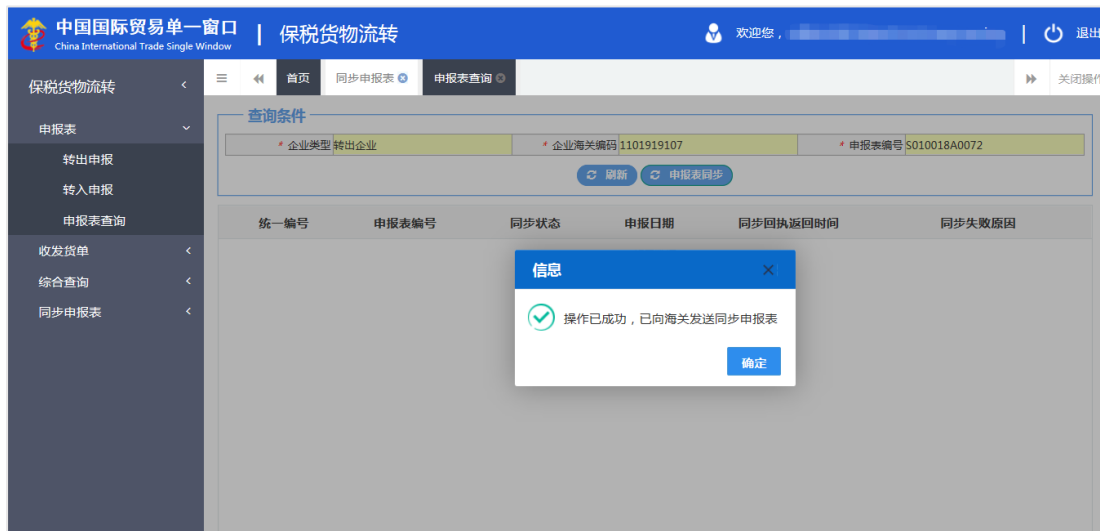 中国国际贸易单一窗口 | 保税货物流转 欢迎您， | 退出
China International Trade Single Window
保税货物流转 首页 同步申报表 申报表查询 关闭操作
查询条件
申报表
* 企业类型 转出企业 * 企业海关编码 1101919107 * 申报表编号 S010018A0072
转出申报
刷新 申报表同步
转入申报
申报表查询
统一编号 申报表编号 同步状态 申报日期 同步回执返回时间 同步失败原因
收发货单
综合查询
同步申报表
信息
操作已成功，已向海关发送同步申报表
确定